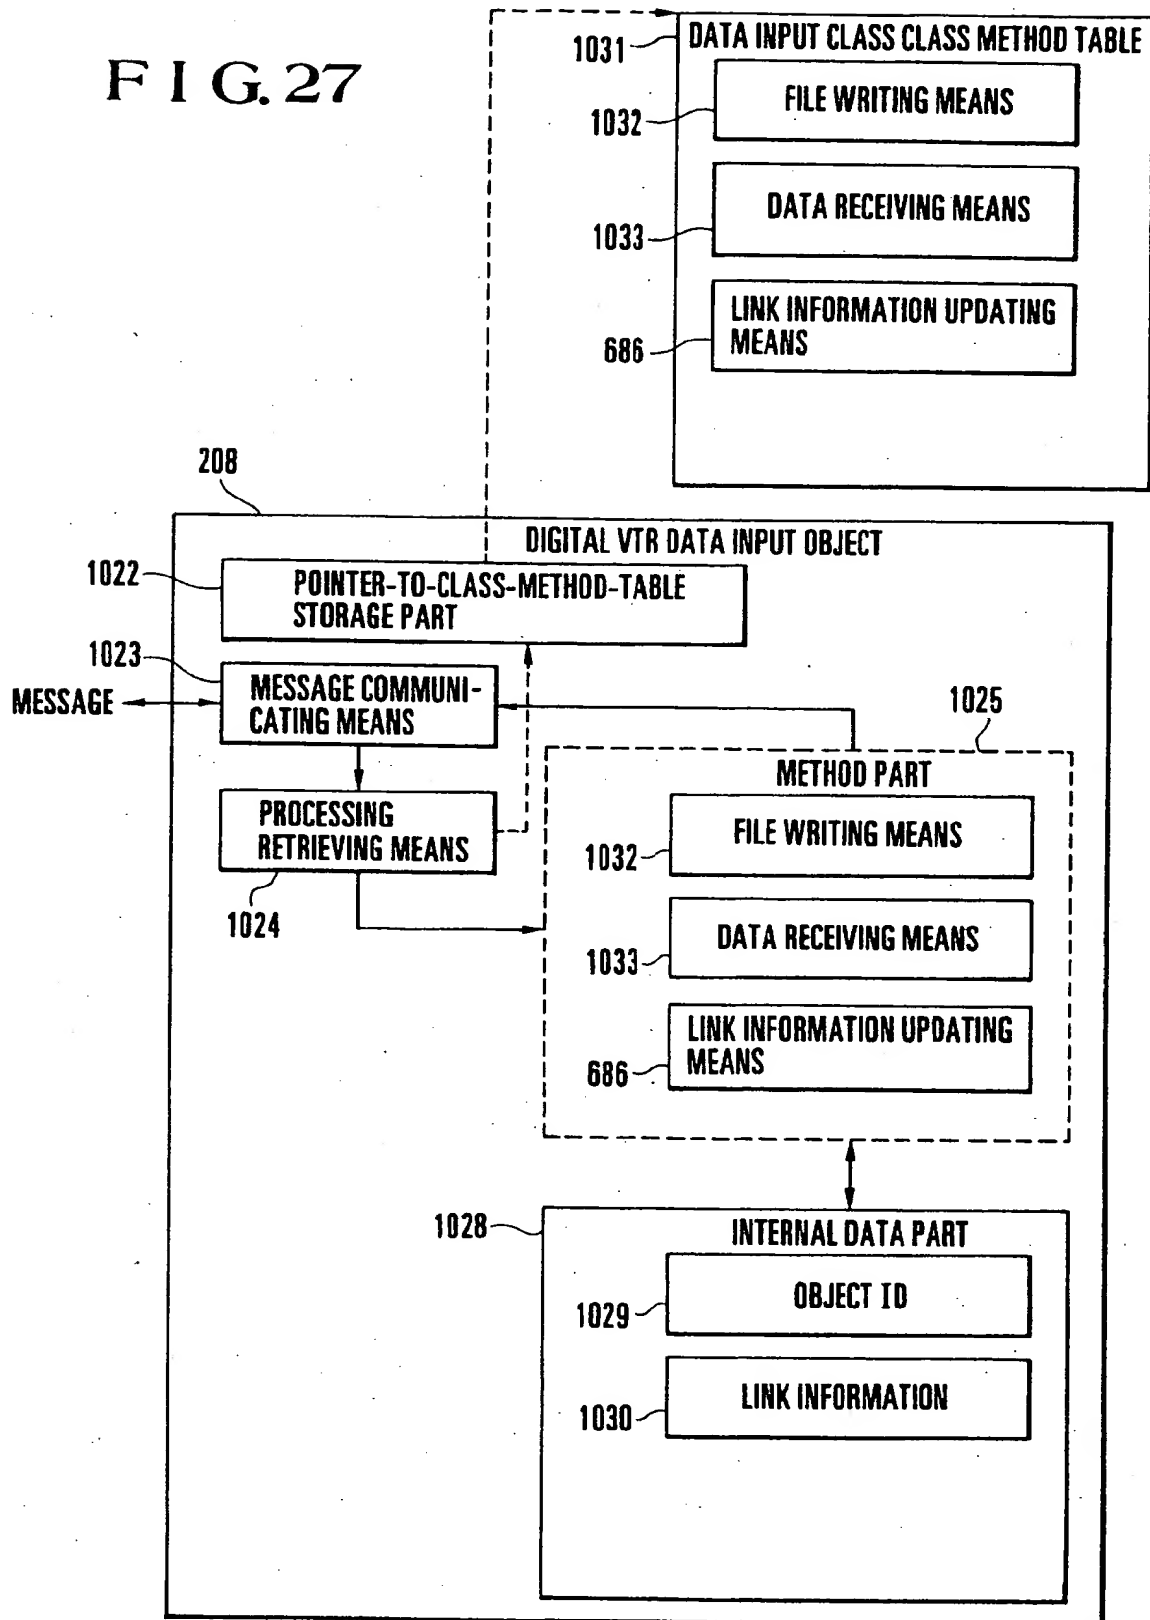 FIG. 27
1031
DATA INPUT CLASS CLASS METHOD TABLE
1032
FILE WRITING MEANS
1033
DATA RECEIVING MEANS
686
LINK INFORMATION UPDATING
MEANS
208
DIGITAL VTR DATA INPUT OBJECT
1022
POINTER-TO-CLASS-METHOD-TABLE
STORAGE PART
1023
MESSAGE
MESSAGE COMMUNI-
CATING MEANS
1024
PROCESSING
RETRIEVING MEANS
1025
METHOD PART
1032
FILE WRITING MEANS
1033
DATA RECEIVING MEANS
686
LINK INFORMATION UPDATING
MEANS
1028
INTERNAL DATA PART
1029
OBJECT ID
1030
LINK INFORMATION